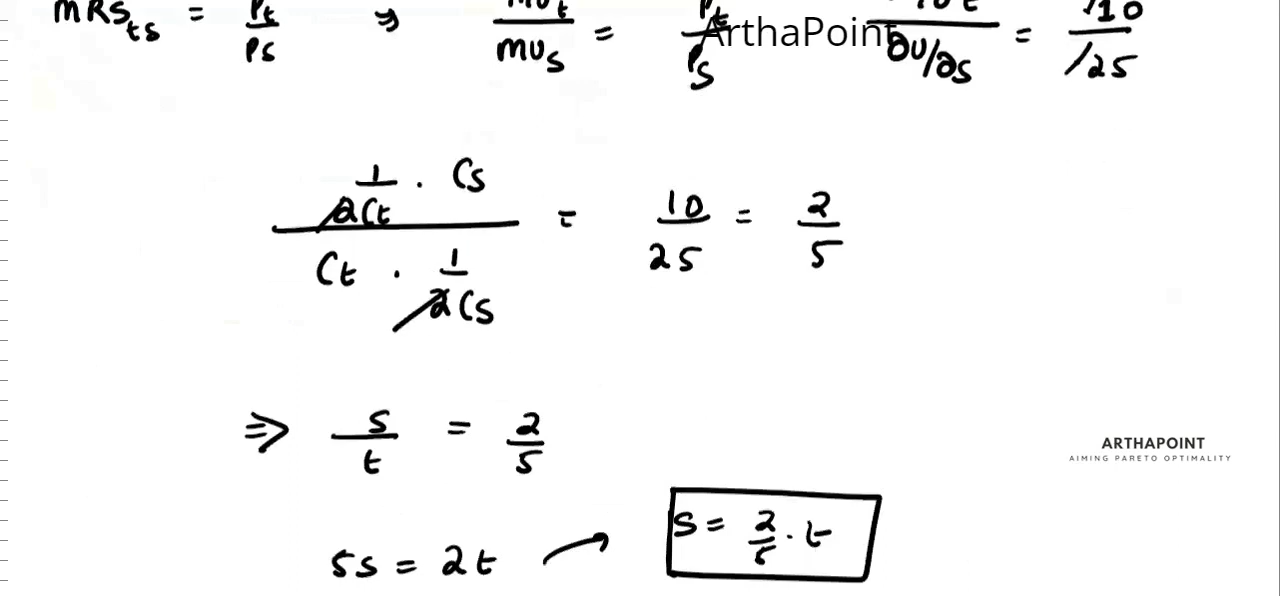 MRS_ts = Pt/Ps ⇒ MUt/MUs = Pt/Ps = /10
∂U/∂s /25
ArthaPoint
1/2Ct · Cs / Ct · 1/2Cs = 10/25 = 2/5
⇒ s/t = 2/5
ARTHAPOINT
AIMING PARETO OPTIMALITY
5s = 2t → s = 2/5 · t